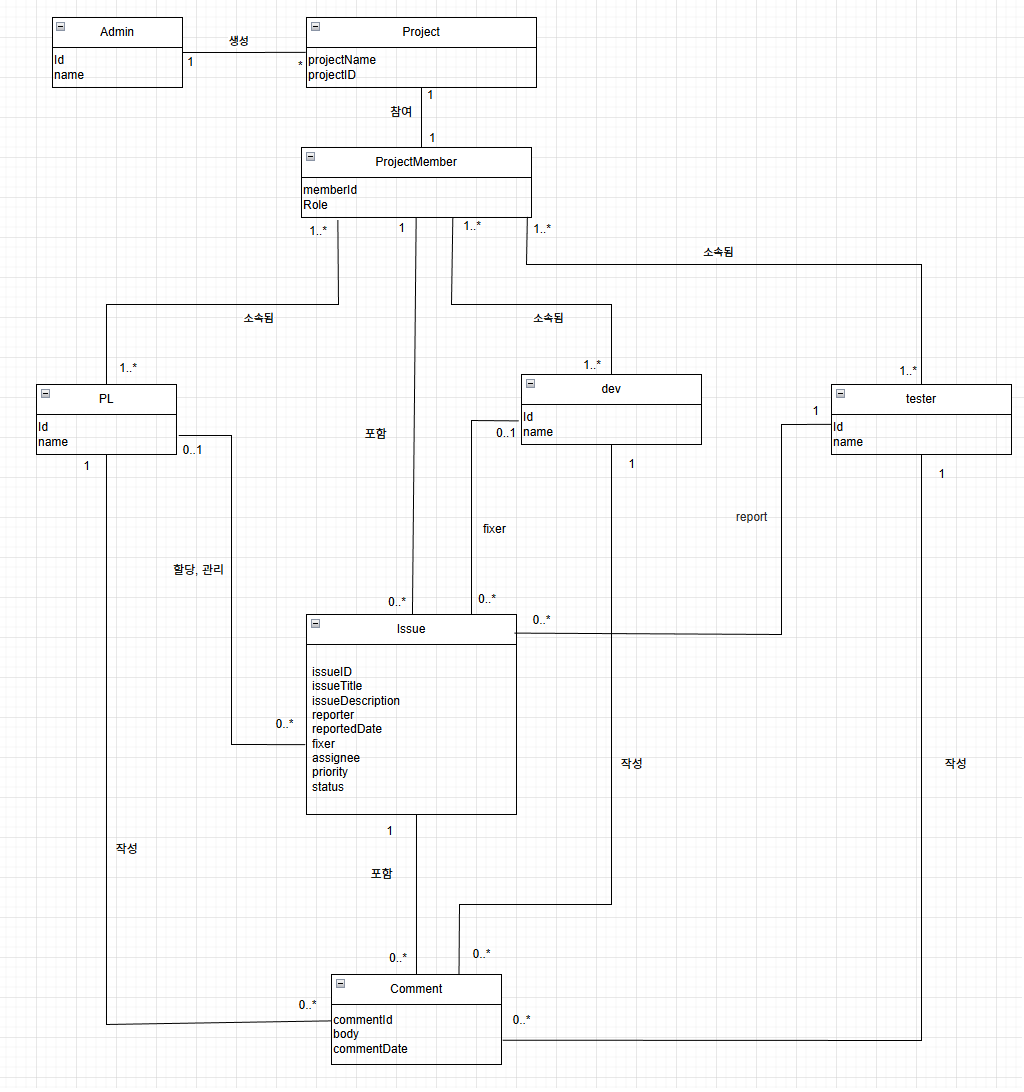 Admin
Id
name
생성
1
*
Project
projectName
projectID
1
참여
1
ProjectMember
memberId
Role
1..*
1
1..*
1..*
소속됨
소속됨
소속됨
1..*
1..*
1..*
PL
Id
name
dev
Id
name
tester
Id
name
1
0..1
포함
0..1
1
1
1
fixer
report
할당, 관리
0..*
0..*
0..*
Issue
issueID
issueTitle
issueDescription
reporter
reportedDate
fixer
assignee
priority
status
0..*
작성
작성
1
작성
포함
0..*
0..*
Comment
commentId
body
commentDate
0..*
0..*